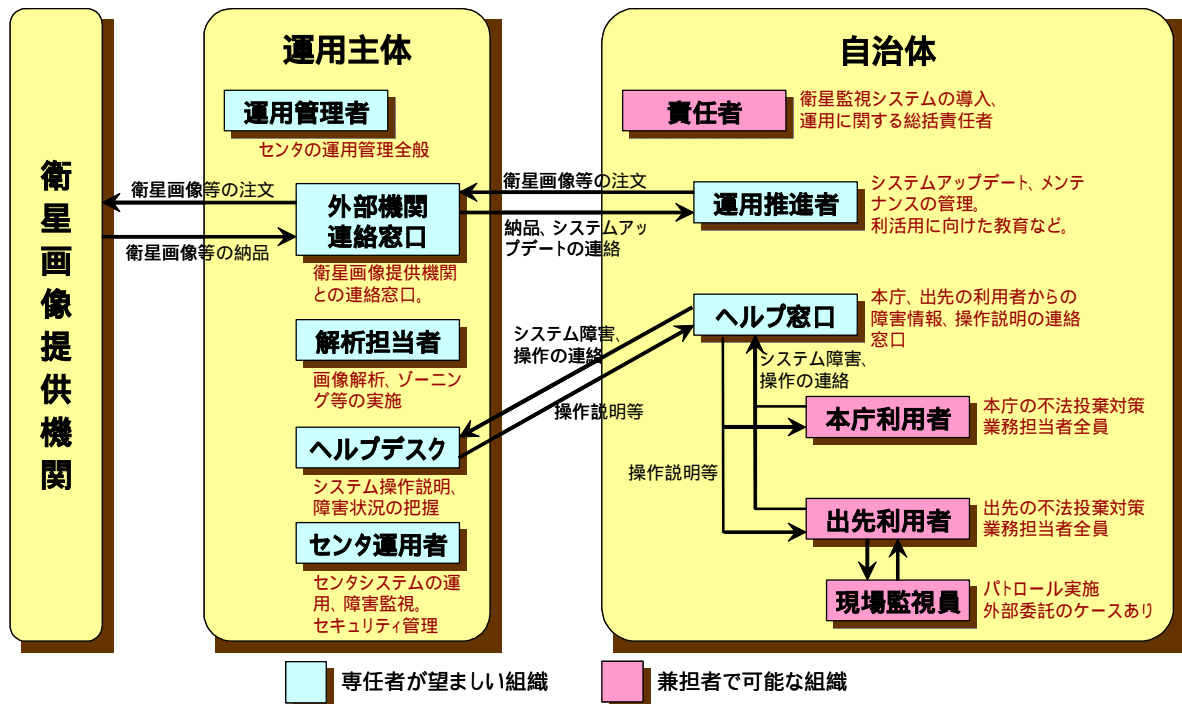 衛星画像提供機関
運用主体
運用管理者
センタの運用管理全般
衛星画像等の注文
衛星画像等の納品
外部機関
連絡窓口
衛星画像提供機関
との連絡窓口。
解析担当者
画像解析、ゾーニン
グ等の実施
ヘルプデスク
システム操作説明、
障害状況の把握
センタ運用者
センタシステムの運
用、障害監視。
セキュリティ管理
衛星画像等の注文
納品、システムアッ
プデートの連絡
システム障害、
操作の連絡
操作説明等
自治体
責任者
衛星監視システムの導入、
運用に関する総括責任者
運用推進者
システムアップデート、メンテ
ナンスの管理。
利活用に向けた教育など。
ヘルプ窓口
本庁、出先の利用者からの
障害情報、操作説明の連絡
窓口
システム障害、
操作の連絡
本庁利用者
本庁の不法投棄対策
業務担当者全員
操作説明等
出先利用者
出先の不法投棄対策
業務担当者全員
現場監視員
パトロール実施
外部委託のケースあり
専任者が望ましい組織
兼担者で可能な組織